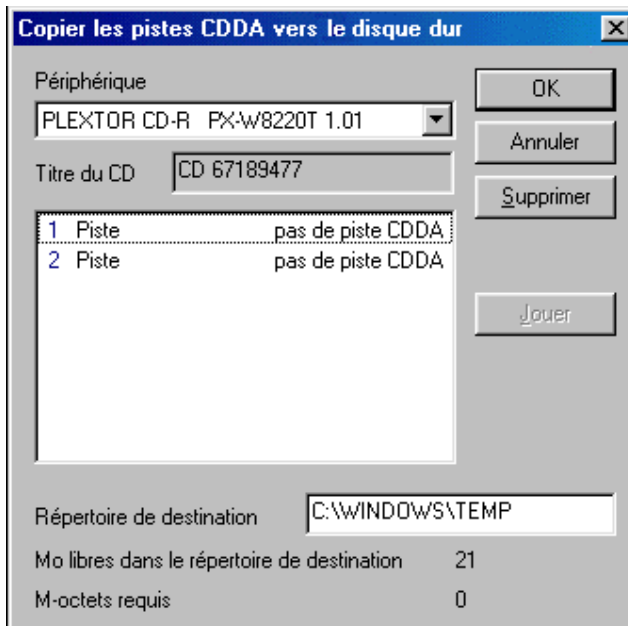 Copier les pistes CDDA vers le disque dur
Périphérique
OK
PLEXTOR CD-R PX-W8220T 1.01
Annuler
Titre du CD CD 67189477
Supprimer
1 Piste pas de piste CDDA
2 Piste pas de piste CDDA
Jouer
Répertoire de destination C:\WINDOWS\TEMP
Mo libres dans le répertoire de destination 21
M-octets requis 0